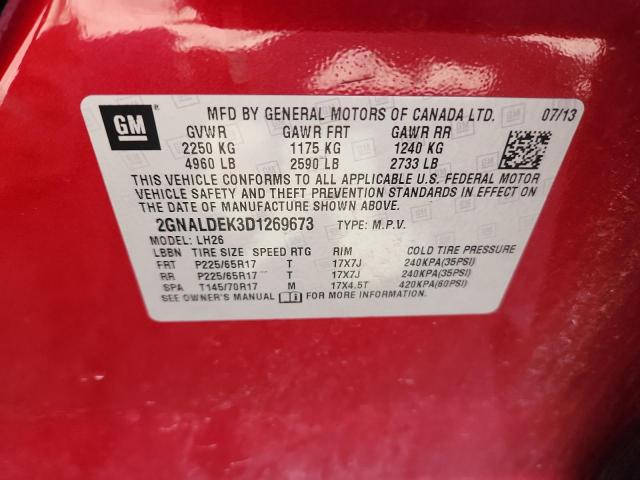 GM
MFD BY GENERAL MOTORS OF CANADA LTD. 07/13
GVWR GAWR FRT GAWR RR
2250 KG 1175 KG 1240 KG
4960 LB 2590 LB 2733 LB
THIS VEHICLE CONFORMS TO ALL APPLICABLE U.S. FEDERAL MOTOR
VEHICLE SAFETY AND THEFT PREVENTION STANDARDS IN EFFECT ON
THE DATE OF MANUFACTURE SHOWN ABOVE.
2GNALDEK3D1269673 TYPE: M.P.V.
MODEL: LH26
LBBN TIRE SIZE SPEED RTG RIM COLD TIRE PRESSURE
FRT P225/65R17 T 17X7J 240KPA(35PSI)
RR P225/65R17 T 17X7J 240KPA(35PSI)
SPA T145/70R17 M 17X4.5T 420KPA(60PSI)
SEE OWNER'S MANUAL FOR MORE INFORMATION